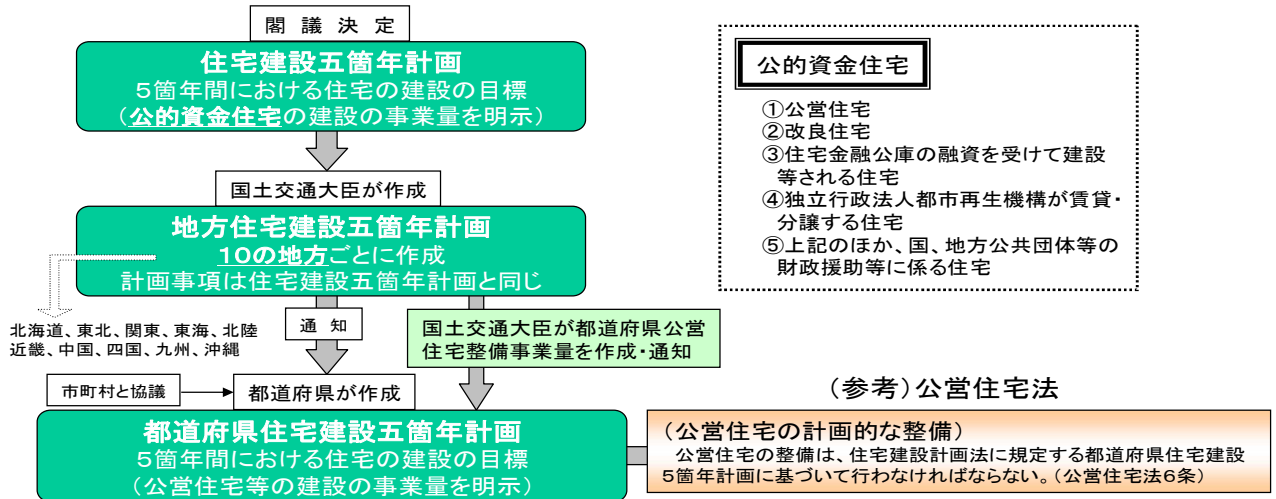 閣 議 決 定
住宅建設五箇年計画
5箇年間における住宅の建設の目標
（公的資金住宅の建設の事業量を明示）
国土交通大臣が作成
地方住宅建設五箇年計画
10の地方ごとに作成
計画事項は住宅建設五箇年計画と同じ
北海道、東北、関東、東海、北陸
近畿、中国、四国、九州、沖縄
通 知
国土交通大臣が都道府県公営
住宅整備事業量を作成・通知
市町村と協議
都道府県が作成
都道府県住宅建設五箇年計画
5箇年間における住宅の建設の目標
（公営住宅等の建設の事業量を明示）
公的資金住宅
①公営住宅
②改良住宅
③住宅金融公庫の融資を受けて建設
等される住宅
④独立行政法人都市再生機構が賃貸・
分譲する住宅
⑤上記のほか、国、地方公共団体等の
財政援助等に係る住宅
（参考）公営住宅法
（公営住宅の計画的な整備）
公営住宅の整備は、住宅建設計画法に規定する都道府県住宅建設
5箇年計画に基づいて行わなければならない。（公営住宅法6条）